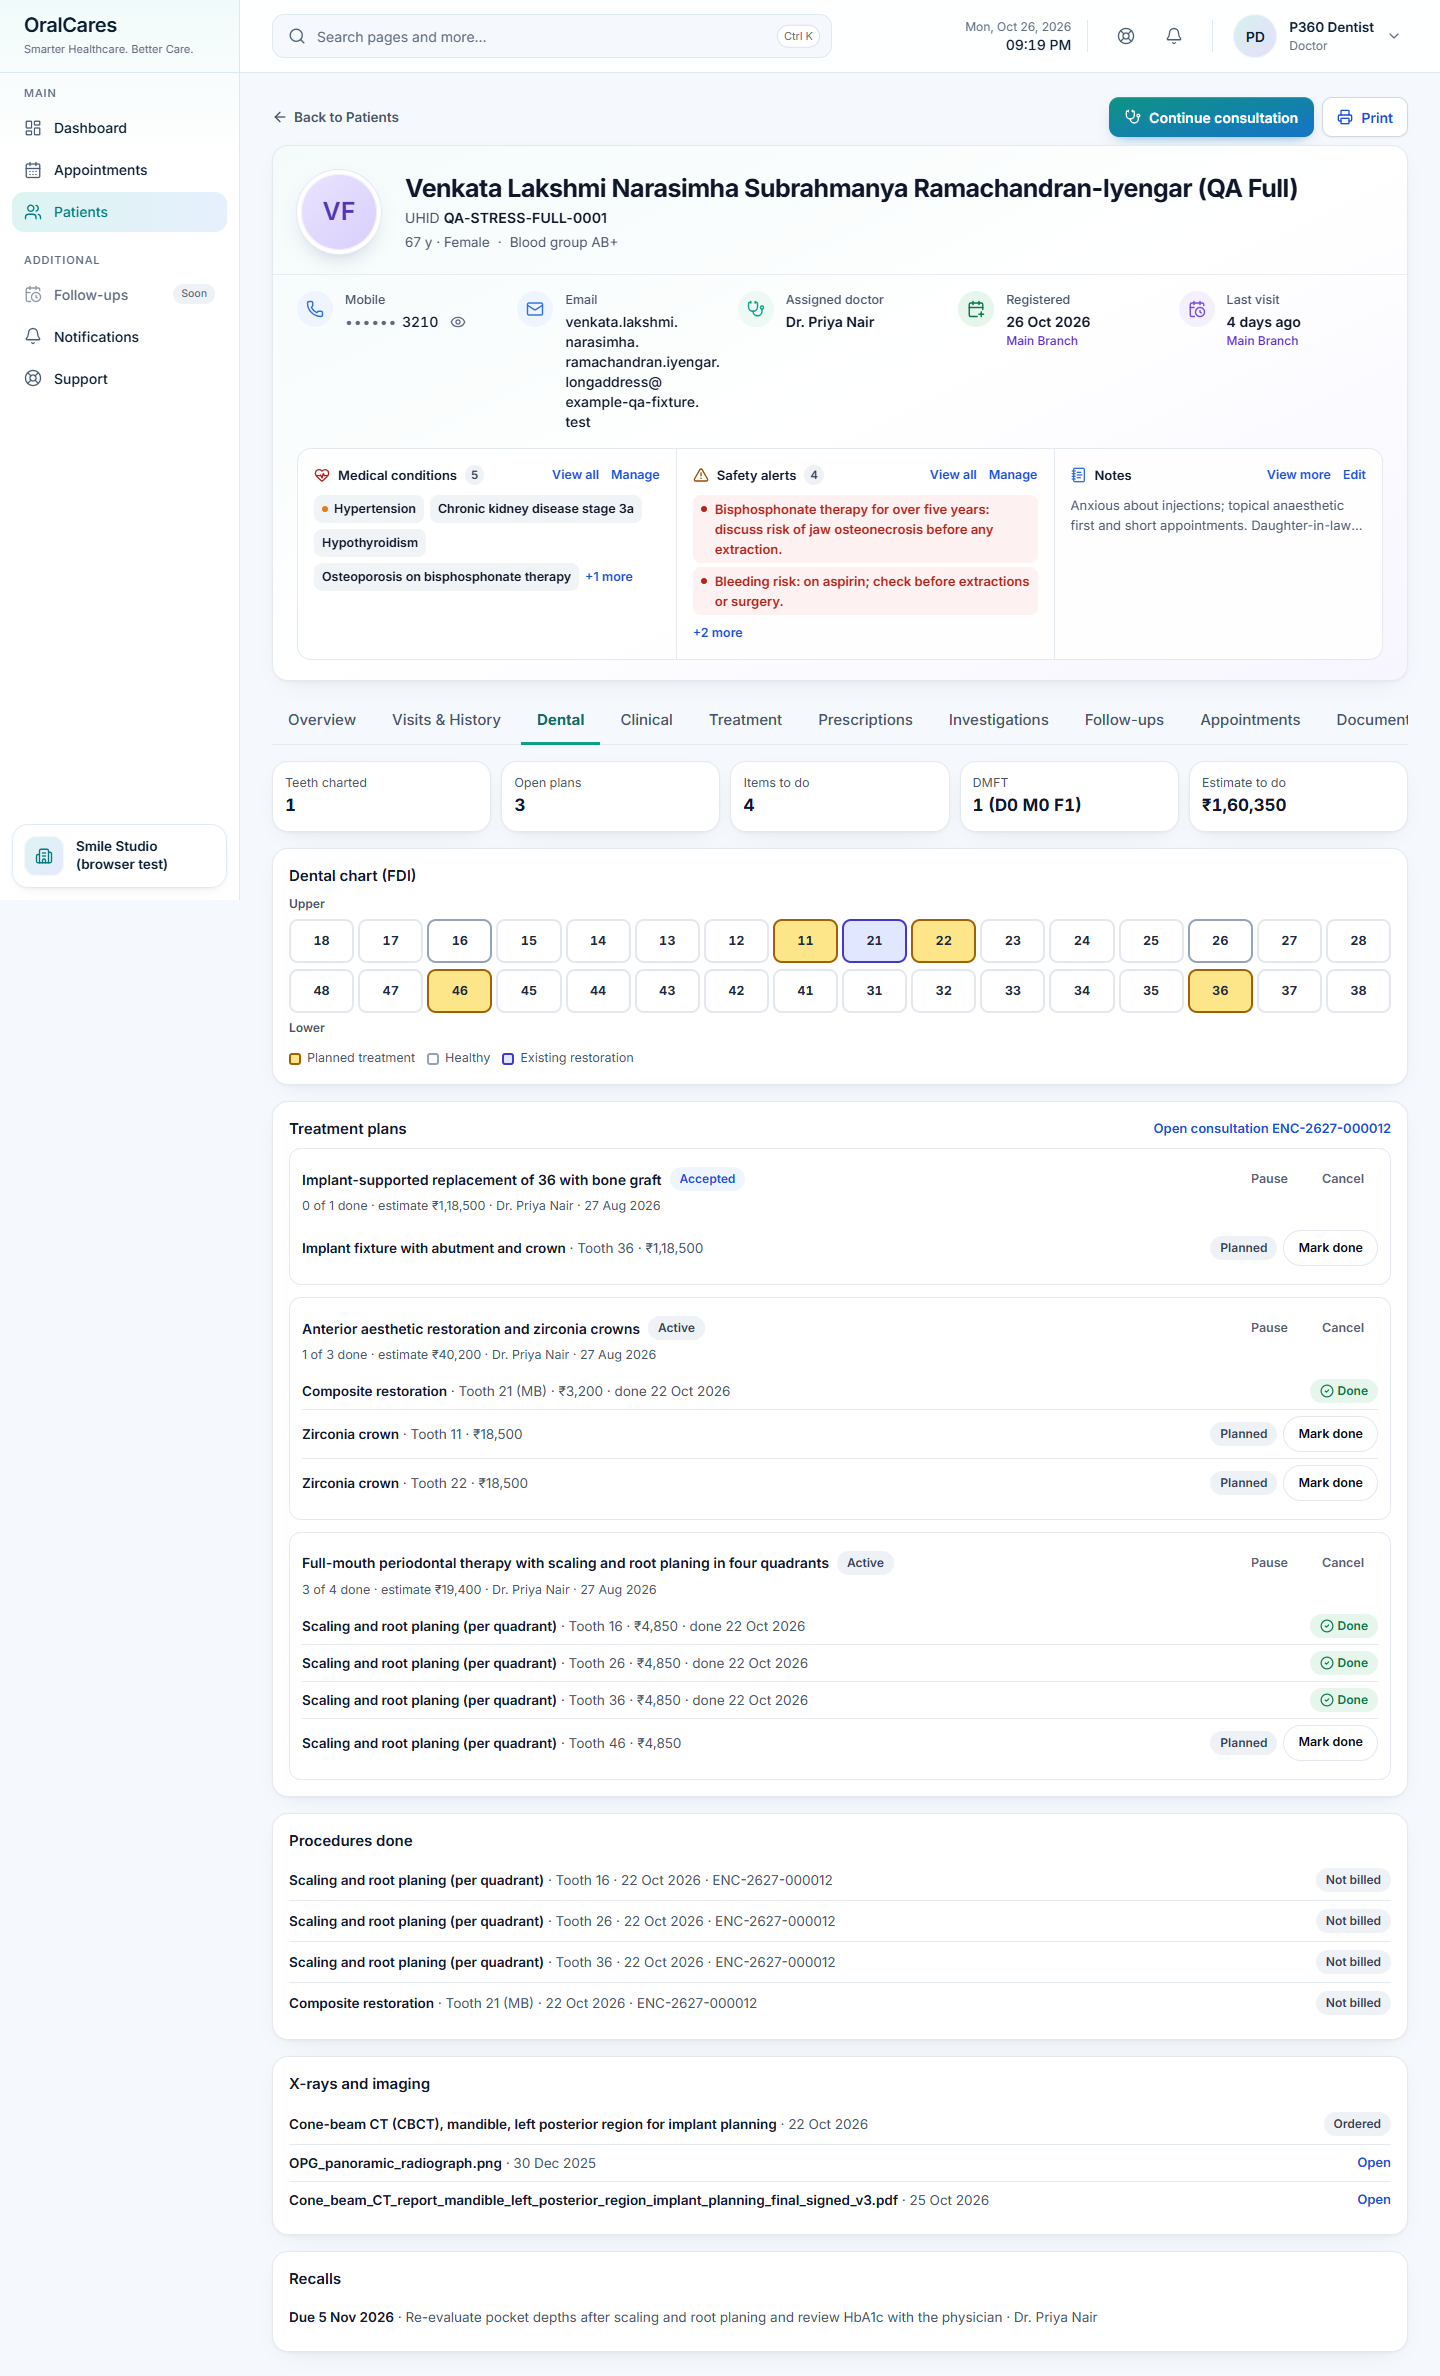 OralCares
Smarter Healthcare. Better Care.
Search pages and more...
Ctrl K
Mon, Oct 26, 2026
09:19 PM
PD
P360 Dentist
Doctor
MAIN
Dashboard
Appointments
Patients
ADDITIONAL
Follow-ups
Soon
Notifications
Support
Smile Studio
(browser test)
Back to Patients
Continue consultation
Print
VF
Venkata Lakshmi Narasimha Subrahmanya Ramachandran-Iyengar (QA Full)
UHID QA-STRESS-FULL-0001
67 y · Female · Blood group AB+
Mobile
•••••• 3210
Email
venkata.lakshmi.
narasimha.
ramachandran.iyengar.
longaddress@
example-qa-fixture.
test
Assigned doctor
Dr. Priya Nair
Registered
26 Oct 2026
Main Branch
Last visit
4 days ago
Main Branch
Medical conditions 5 View all Manage
Hypertension
Chronic kidney disease stage 3a
Hypothyroidism
Osteoporosis on bisphosphonate therapy +1 more
Safety alerts 4 View all Manage
Bisphosphonate therapy for over five years:
discuss risk of jaw osteonecrosis before any
extraction.
Bleeding risk: on aspirin; check before extractions
or surgery.
+2 more
Notes View more Edit
Anxious about injections; topical anaesthetic
first and short appointments. Daughter-in-law...
Overview Visits & History Dental Clinical Treatment Prescriptions Investigations Follow-ups Appointments Document
Teeth charted
1
Open plans
3
Items to do
4
DMFT
1 (D0 M0 F1)
Estimate to do
₹1,60,350
Dental chart (FDI)
Upper
18 17 16 15 14 13 12 11 21 22 23 24 25 26 27 28
48 47 46 45 44 43 42 41 31 32 33 34 35 36 37 38
Lower
Planned treatment Healthy Existing restoration
Treatment plans
Open consultation ENC-2627-000012
Implant-supported replacement of 36 with bone graft Accepted Pause Cancel
0 of 1 done · estimate ₹1,18,500 · Dr. Priya Nair · 27 Aug 2026
Implant fixture with abutment and crown · Tooth 36 · ₹1,18,500 Planned Mark done
Anterior aesthetic restoration and zirconia crowns Active Pause Cancel
1 of 3 done · estimate ₹40,200 · Dr. Priya Nair · 27 Aug 2026
Composite restoration · Tooth 21 (MB) · ₹3,200 · done 22 Oct 2026 Done
Zirconia crown · Tooth 11 · ₹18,500 Planned Mark done
Zirconia crown · Tooth 22 · ₹18,500 Planned Mark done
Full-mouth periodontal therapy with scaling and root planing in four quadrants Active Pause Cancel
3 of 4 done · estimate ₹19,400 · Dr. Priya Nair · 27 Aug 2026
Scaling and root planing (per quadrant) · Tooth 16 · ₹4,850 · done 22 Oct 2026 Done
Scaling and root planing (per quadrant) · Tooth 26 · ₹4,850 · done 22 Oct 2026 Done
Scaling and root planing (per quadrant) · Tooth 36 · ₹4,850 · done 22 Oct 2026 Done
Scaling and root planing (per quadrant) · Tooth 46 · ₹4,850 Planned Mark done
Procedures done
Scaling and root planing (per quadrant) · Tooth 16 · 22 Oct 2026 · ENC-2627-000012 Not billed
Scaling and root planing (per quadrant) · Tooth 26 · 22 Oct 2026 · ENC-2627-000012 Not billed
Scaling and root planing (per quadrant) · Tooth 36 · 22 Oct 2026 · ENC-2627-000012 Not billed
Composite restoration · Tooth 21 (MB) · 22 Oct 2026 · ENC-2627-000012 Not billed
X-rays and imaging
Cone-beam CT (CBCT), mandible, left posterior region for implant planning · 22 Oct 2026 Ordered
OPG_panoramic_radiograph.png · 30 Dec 2025 Open
Cone_beam_CT_report_mandible_left_posterior_region_implant_planning_final_signed_v3.pdf · 25 Oct 2026 Open
Recalls
Due 5 Nov 2026 · Re-evaluate pocket depths after scaling and root planing and review HbA1c with the physician · Dr. Priya Nair